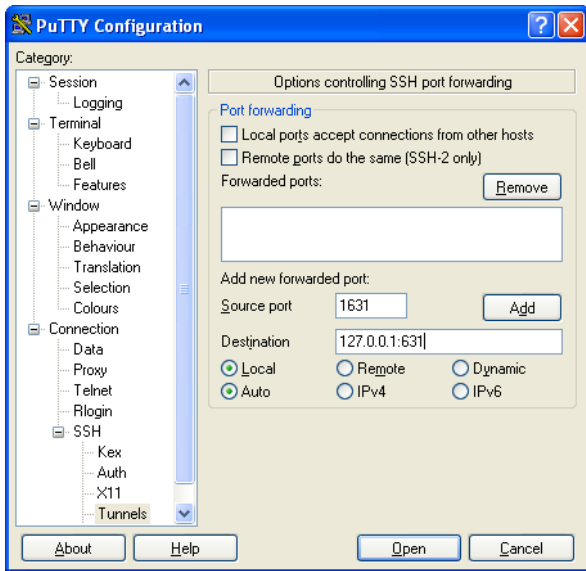 PuTTY Configuration
Category:
Session
Logging
Terminal
Keyboard
Bell
Features
Window
Appearance
Behaviour
Translation
Selection
Colours
Connection
Data
Proxy
Telnet
Rlogin
SSH
Kex
Auth
X11
Tunnels
Options controlling SSH port forwarding
Port forwarding
Local ports accept connections from other hosts
Remote ports do the same (SSH-2 only)
Forwarded ports:
Remove
Add new forwarded port:
Source port 1631 Add
Destination 127.0.0.1:631
Local Remote Dynamic
Auto IPv4 IPv6
About Help Open Cancel